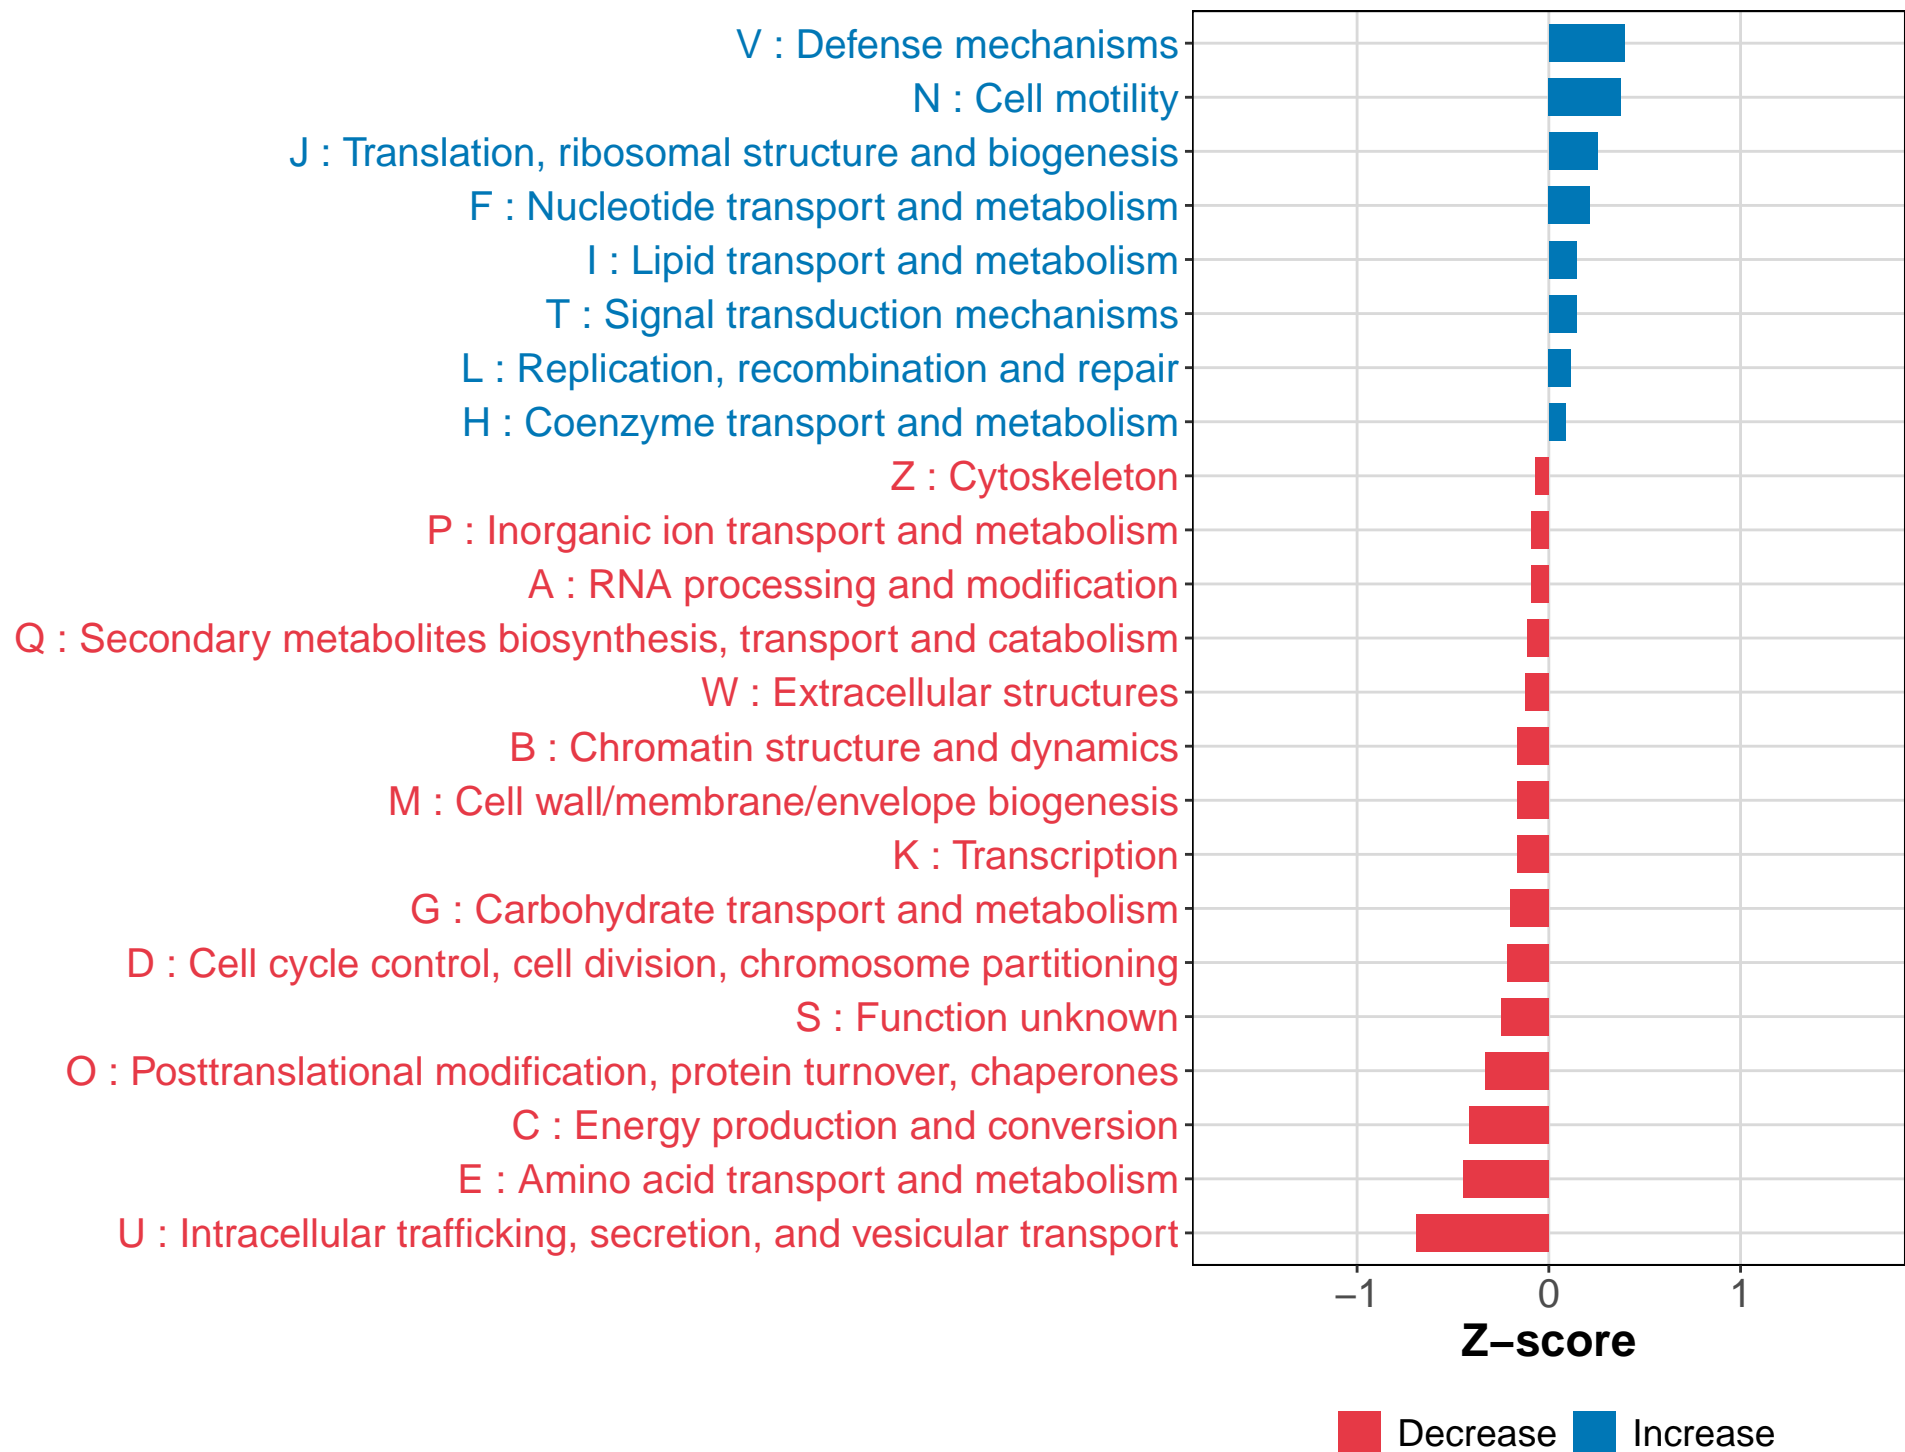 V : Defense mechanisms
N : Cell motility
J : Translation, ribosomal structure and biogenesis
F : Nucleotide transport and metabolism
I : Lipid transport and metabolism
T : Signal transduction mechanisms
L : Replication, recombination and repair
H : Coenzyme transport and metabolism
Z : Cytoskeleton
P : Inorganic ion transport and metabolism
A : RNA processing and modification
Q : Secondary metabolites biosynthesis, transport and catabolism
W : Extracellular structures
B : Chromatin structure and dynamics
M : Cell wall/membrane/envelope biogenesis
K : Transcription
G : Carbohydrate transport and metabolism
D : Cell cycle control, cell division, chromosome partitioning
S : Function unknown
O : Posttranslational modification, protein turnover, chaperones
C : Energy production and conversion
E : Amino acid transport and metabolism
U : Intracellular trafficking, secretion, and vesicular transport
−1 0 1
Z−score
Decrease Increase